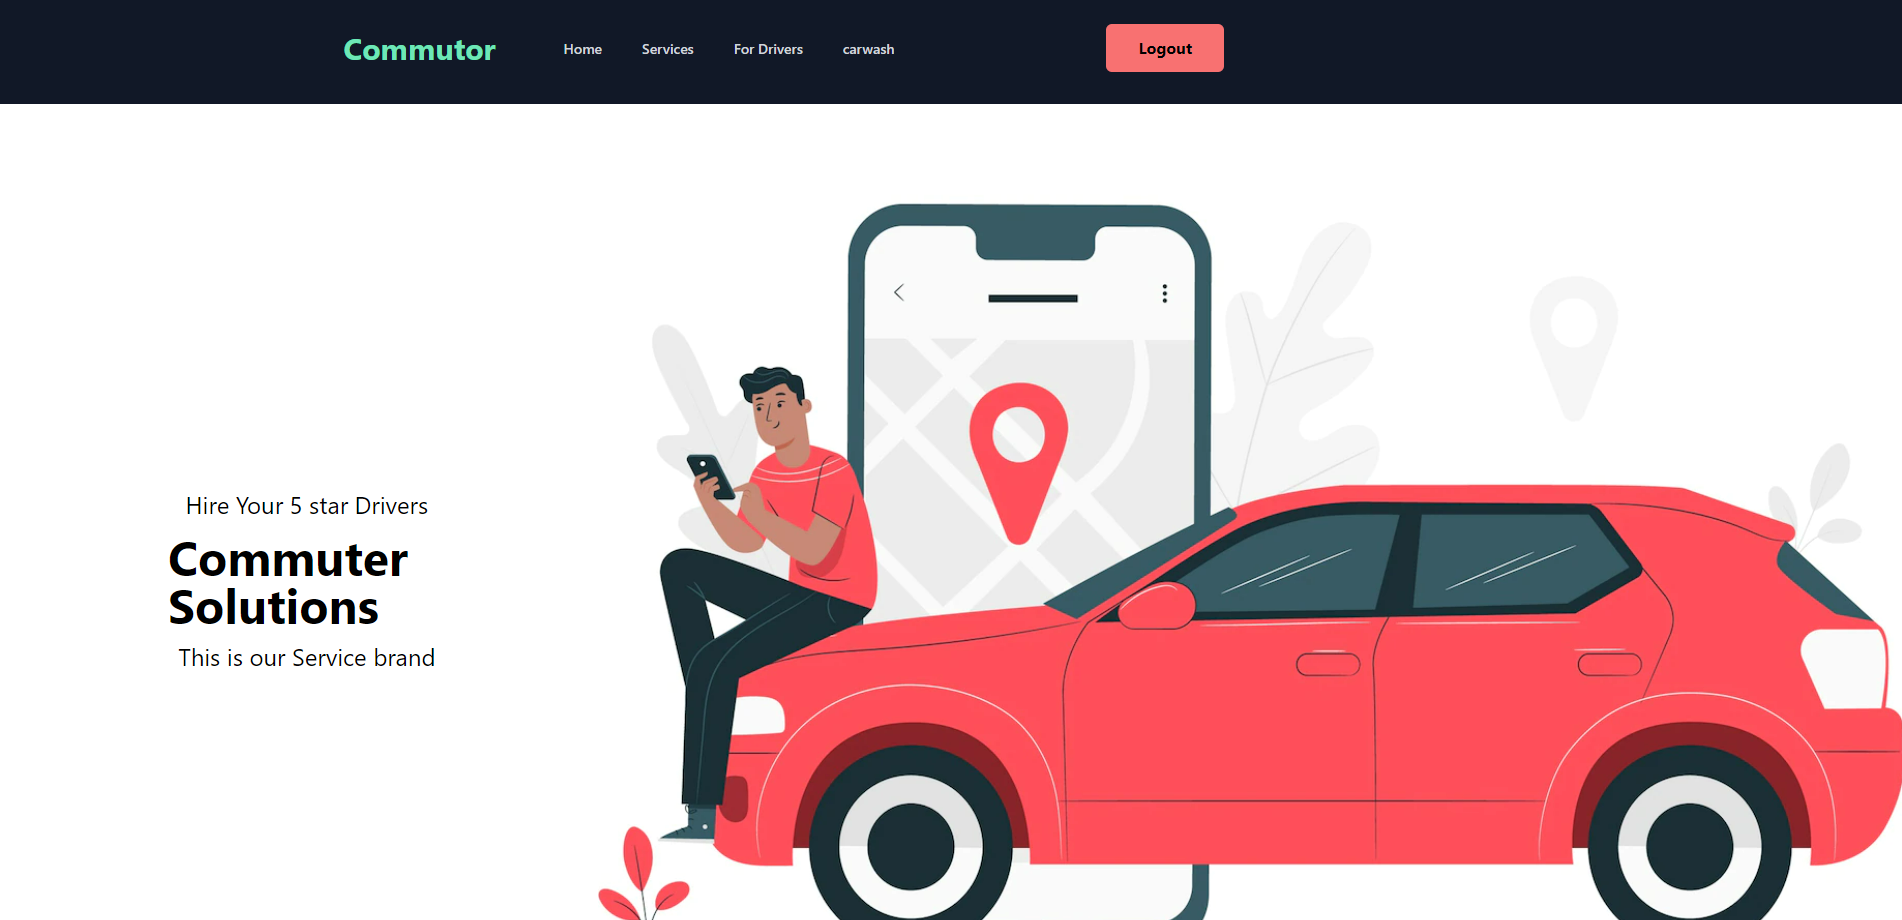 Commutor
Home
Services
For Drivers
carwash
Logout
Hire Your 5 star Drivers
Commuter
Solutions
This is our Service brand